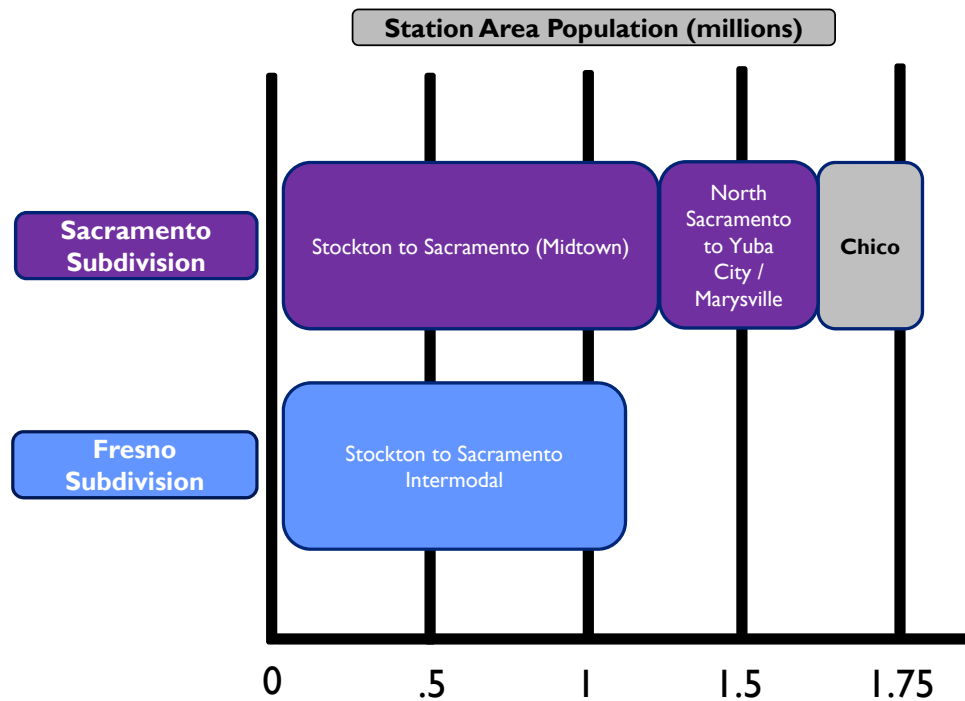 Station Area Population (millions)
Sacramento
Subdivision
Stockton to Sacramento (Midtown)
North
Sacramento
to Yuba
City /
Marysville
Chico
Fresno
Subdivision
Stockton to Sacramento
Intermodal
0
.5
1
1.5
1.75